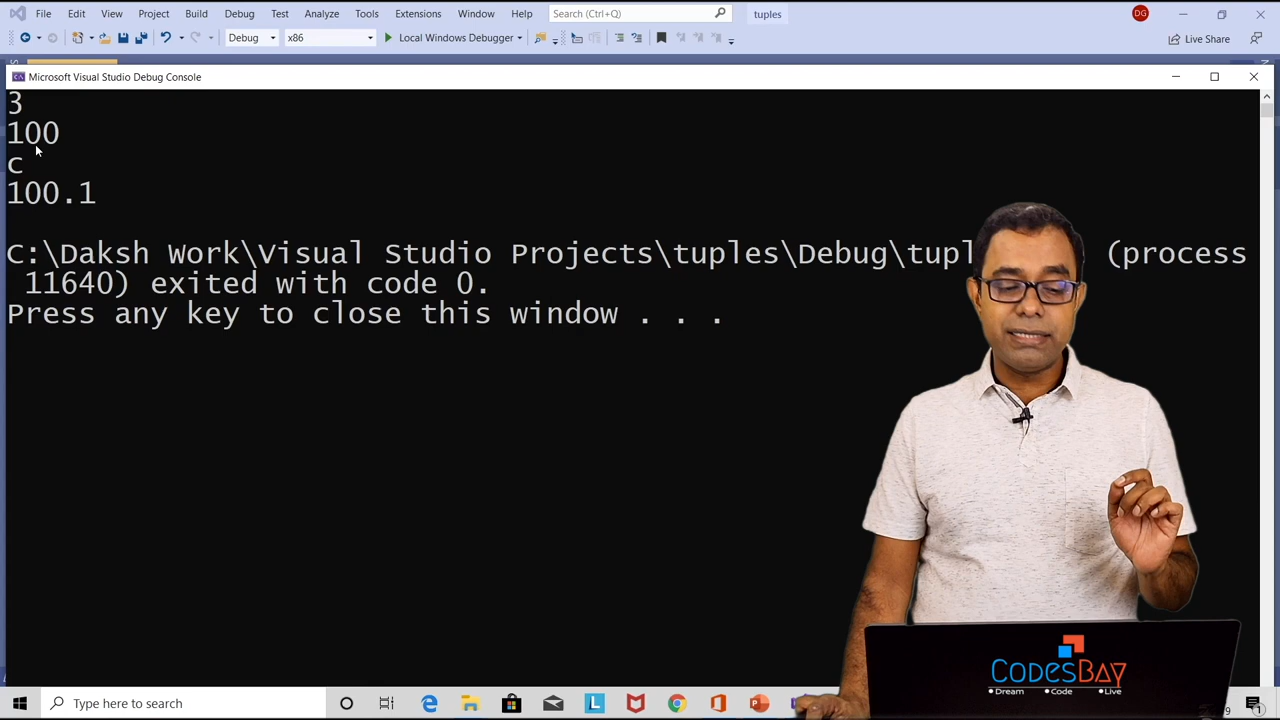 File Edit View Project Build Debug Test Analyze Tools Extensions Window Help Search (Ctrl+Q) tuples DG
Debug x86 Local Windows Debugger Live Share
Microsoft Visual Studio Debug Console
3
100
c
100.1
C:\Daksh Work\Visual Studio Projects\tuples\Debug\tupl (process
11640) exited with code 0.
Press any key to close this window . . .
CODESBAY
Dream Code Live
Type here to search